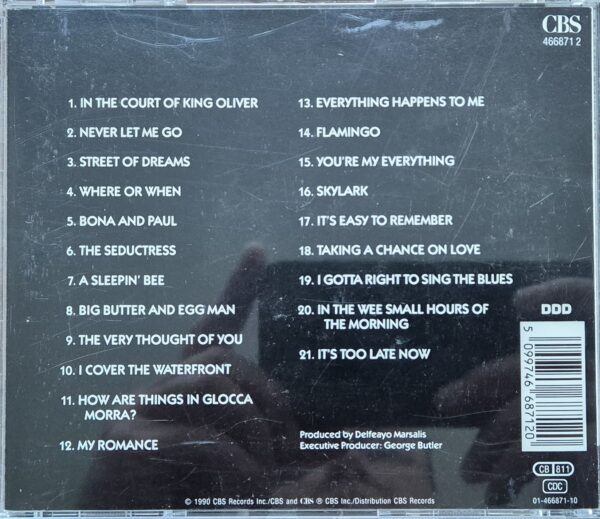 CBS
466871 2
1. IN THE COURT OF KING OLIVER
2. NEVER LET ME GO
3. STREET OF DREAMS
4. WHERE OR WHEN
5. BONA AND PAUL
6. THE SEDUCTRESS
7. A SLEEPIN' BEE
8. BIG BUTTER AND EGG MAN
9. THE VERY THOUGHT OF YOU
10. I COVER THE WATERFRONT
11. HOW ARE THINGS IN GLOCCA
MORRA?
12. MY ROMANCE
13. EVERYTHING HAPPENS TO ME
14. FLAMINGO
15. YOU'RE MY EVERYTHING
16. SKYLARK
17. IT'S EASY TO REMEMBER
18. TAKING A CHANCE ON LOVE
19. I GOTTA RIGHT TO SING THE BLUES
20. IN THE WEE SMALL HOURS OF
THE MORNING
21. IT'S TOO LATE NOW
DDD
5 099746 687120
Produced by Delfeayo Marsalis
Executive Producer: George Butler
CB 811
CDC
01-466871-10
© 1990 CBS Records Inc./CBS and CBS ® CBS Inc./Distribution CBS Records